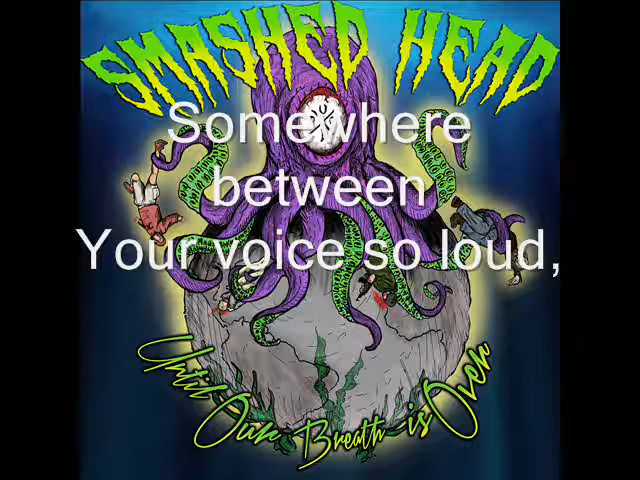 SMASHED HEAD
Somewhere
between
Your voice so loud,
Until Our Breath is Over